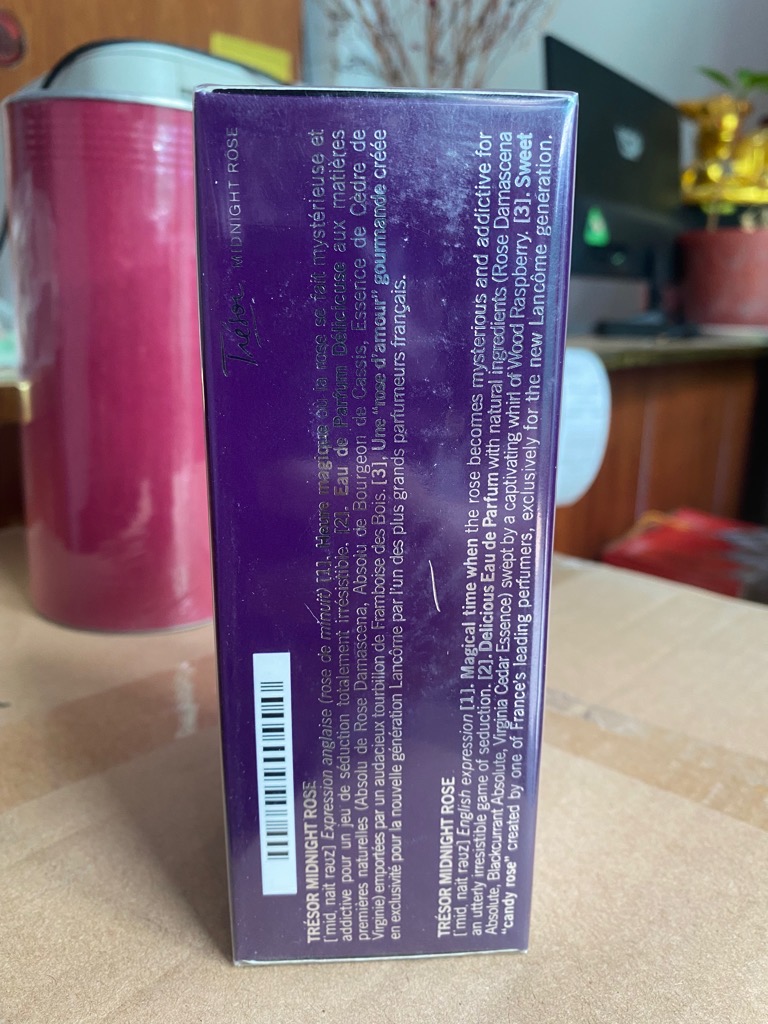 Trésor MIDNIGHT ROSE
TRÉSOR MIDNIGHT ROSE
['mid, nait rəuz] Expression anglaise (rose de minuit) [1]. Heure magique où la rose se fait mystérieuse et
addictive pour un jeu de séduction totalement irrésistible. [2]. Eau de Parfum Délicieuse aux matières
premières naturelles (Absolu de Rose Damascena, Absolu de Bourgeon de Cassis, Essence de Cèdre de
Virginie) emportées par un audacieux tourbillon de Framboise des Bois. [3]. Une "rose d'amour" gourmande créée
en exclusivité pour la nouvelle génération Lancôme par l'un des plus grands parfumeurs français.
TRÉSOR MIDNIGHT ROSE
['mid, nait rəuz] English expression [1]. Magical time when the rose becomes mysterious and addictive for
an utterly irresistible game of seduction. [2]. Delicious Eau de Parfum with natural ingredients (Rose Damascena
Absolute, Blackcurrant Absolute, Virginia Cedar Essence) swept by a captivating whirl of Wood Raspberry. [3]. Sweet
"candy rose" created by one of France's leading perfumers, exclusively for the new Lancôme generation.